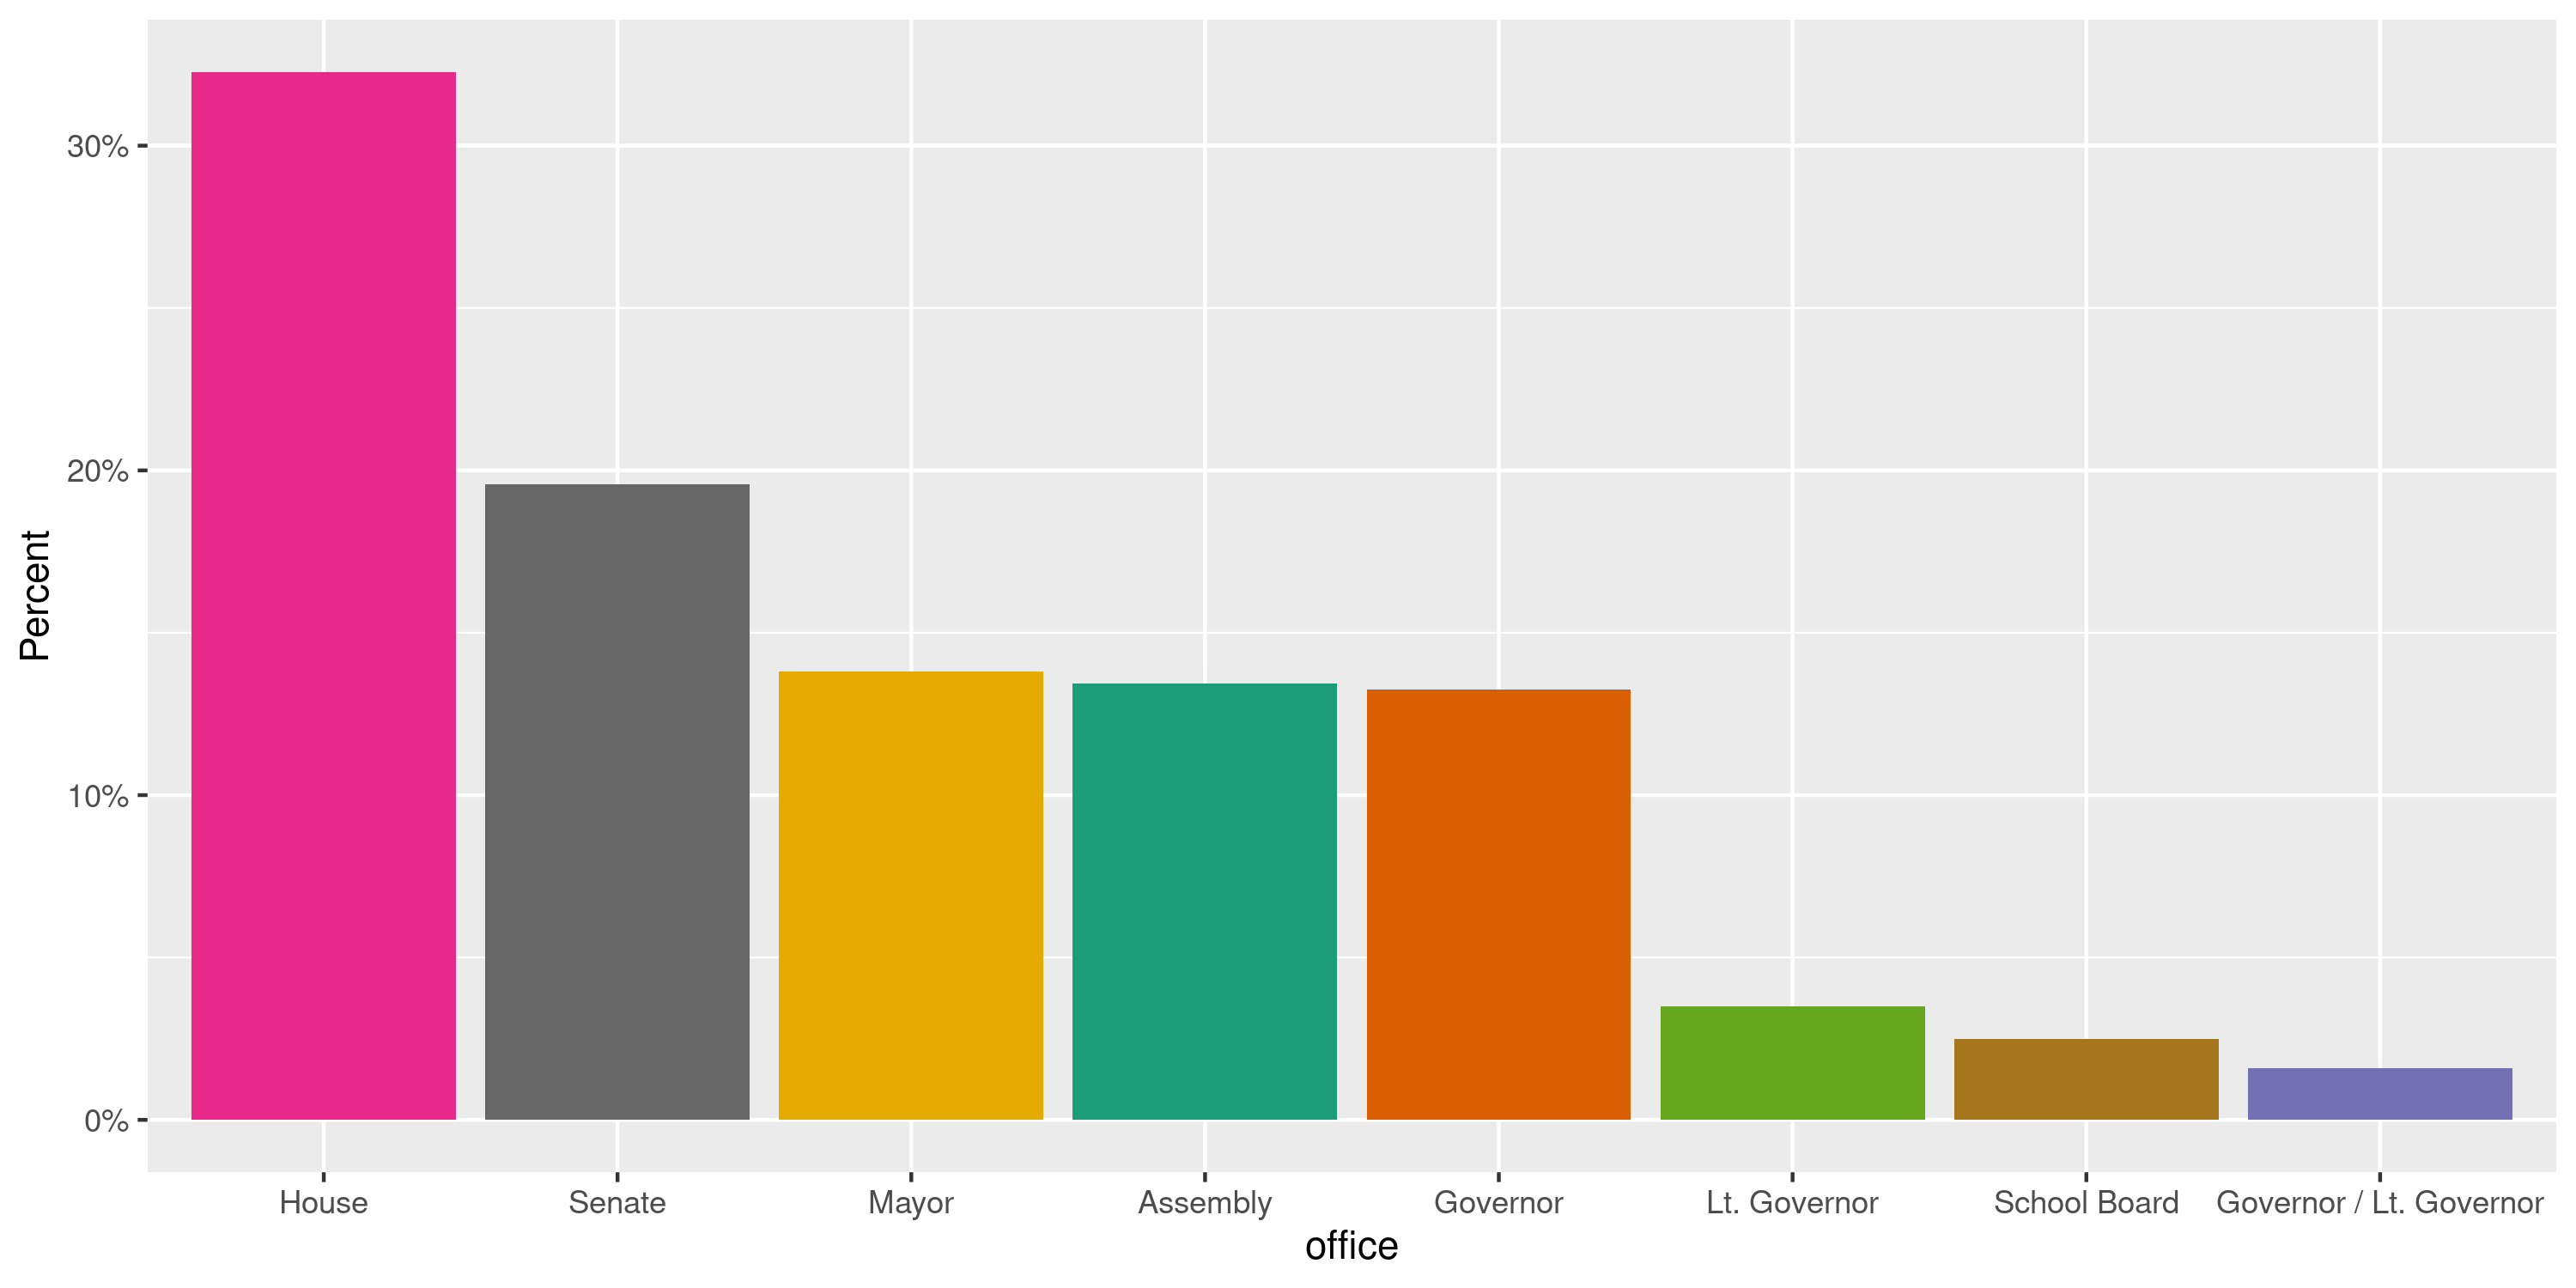 Percent
30%
20%
10%
0%
House Senate Mayor Assembly Governor Lt. Governor School Board Governor / Lt. Governor
office